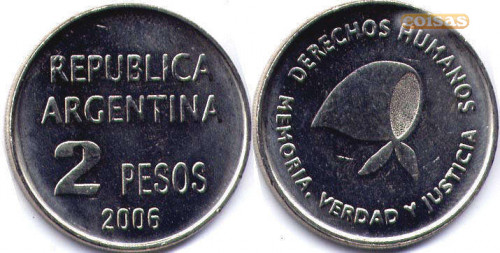 REPUBLICA
ARGENTINA
2 PESOS
2006
DERECHOS HUMANOS
MEMORIA, VERDAD Y JUSTICIA
coisas